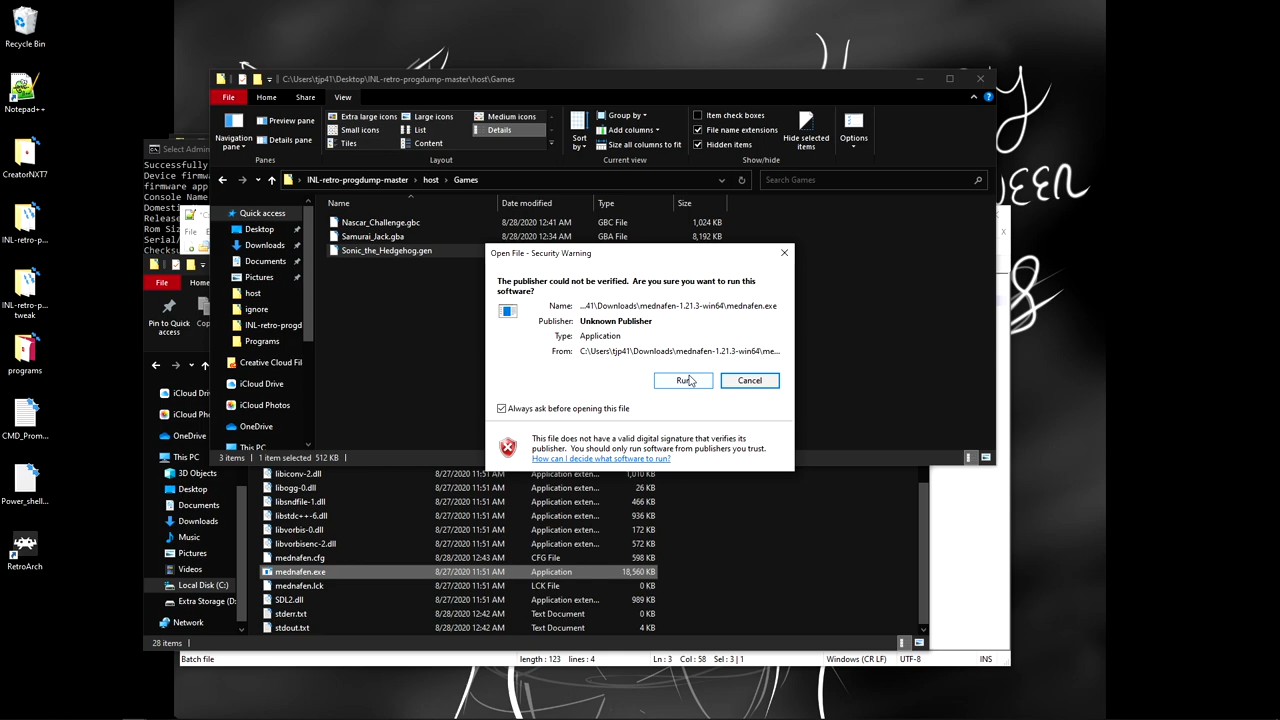 Recycle Bin
Notepad++
CreatorNXT7
INL-retro-p...
INL-retro-p...
tweak
programs
CMD_Prom...
Power_shell...
RetroArch
C:\Users\tjp41\Desktop\INL-retro-progdump-master\host\Games
File Home Share View
Navigation pane
Preview pane
Details pane
Panes
Extra large icons Large icons Medium icons
Small icons List Details
Tiles Content
Layout
Sort by
Group by
Add columns
Size all columns to fit
Current view
Item check boxes
File name extensions
Hidden items
Hide selected items
Show/hide
Options
INL-retro-progdump-master host Games
Search Games
Name Date modified Type Size
Nascar_Challenge.gbc 8/28/2020 12:41 AM GBC File 1,024 KB
Samurai_Jack.gba 8/28/2020 12:34 AM GBA File 8,192 KB
Sonic_the_Hedgehog.gen
Quick access
Desktop
Downloads
Documents
Pictures
host
ignore
INL-retro-progd
Programs
Creative Cloud Fil
iCloud Drive
iCloud Photos
OneDrive
This PC
3 items 1 item selected 512 KB
Open File - Security Warning
The publisher could not be verified. Are you sure you want to run this
software?
Name: ...41\Downloads\mednafen-1.21.3-win64\mednafen.exe
Publisher: Unknown Publisher
Type: Application
From: C:\Users\tjp41\Downloads\mednafen-1.21.3-win64\me...
Run Cancel
Always ask before opening this file
This file does not have a valid digital signature that verifies its
publisher. You should only run software from publishers you trust.
How can I decide what software to run?
Select Admin
Successfully
Device firmw
firmware app
Console Name
Domesti
Releas
Rom Siz
Serial/
Checksu
File
File Home
Pin to Quick
access
Cop
iCloud Driv
iCloud Pho
OneDrive
This PC
3D Objects
Desktop
Documents
Downloads
Music
Pictures
Videos
Local Disk (C:)
Extra Storage (D:
Network
libiconv-2.dll 8/27/2020 11:51 AM Application exten... 1,010 KB
libogg-0.dll 8/27/2020 11:51 AM Application exten... 26 KB
libsndfile-1.dll 8/27/2020 11:51 AM Application exten... 466 KB
libstdc++-6.dll 8/27/2020 11:51 AM Application exten... 936 KB
libvorbis-0.dll 8/27/2020 11:51 AM Application exten... 172 KB
libvorbisenc-2.dll 8/27/2020 11:51 AM Application exten... 572 KB
mednafen.cfg 8/28/2020 12:43 AM CFG File 598 KB
mednafen.exe 8/27/2020 11:51 AM Application 18,560 KB
mednafen.lck 8/27/2020 11:51 AM LCK File 0 KB
SDL2.dll 8/27/2020 11:51 AM Application exten... 989 KB
stderr.txt 8/28/2020 12:42 AM Text Document 0 KB
stdout.txt 8/28/2020 12:42 AM Text Document 4 KB
28 items
Batch file length : 123 lines : 4 Ln : 3 Col : 58 Sel : 3 | 1 Windows (CR LF) UTF-8 INS